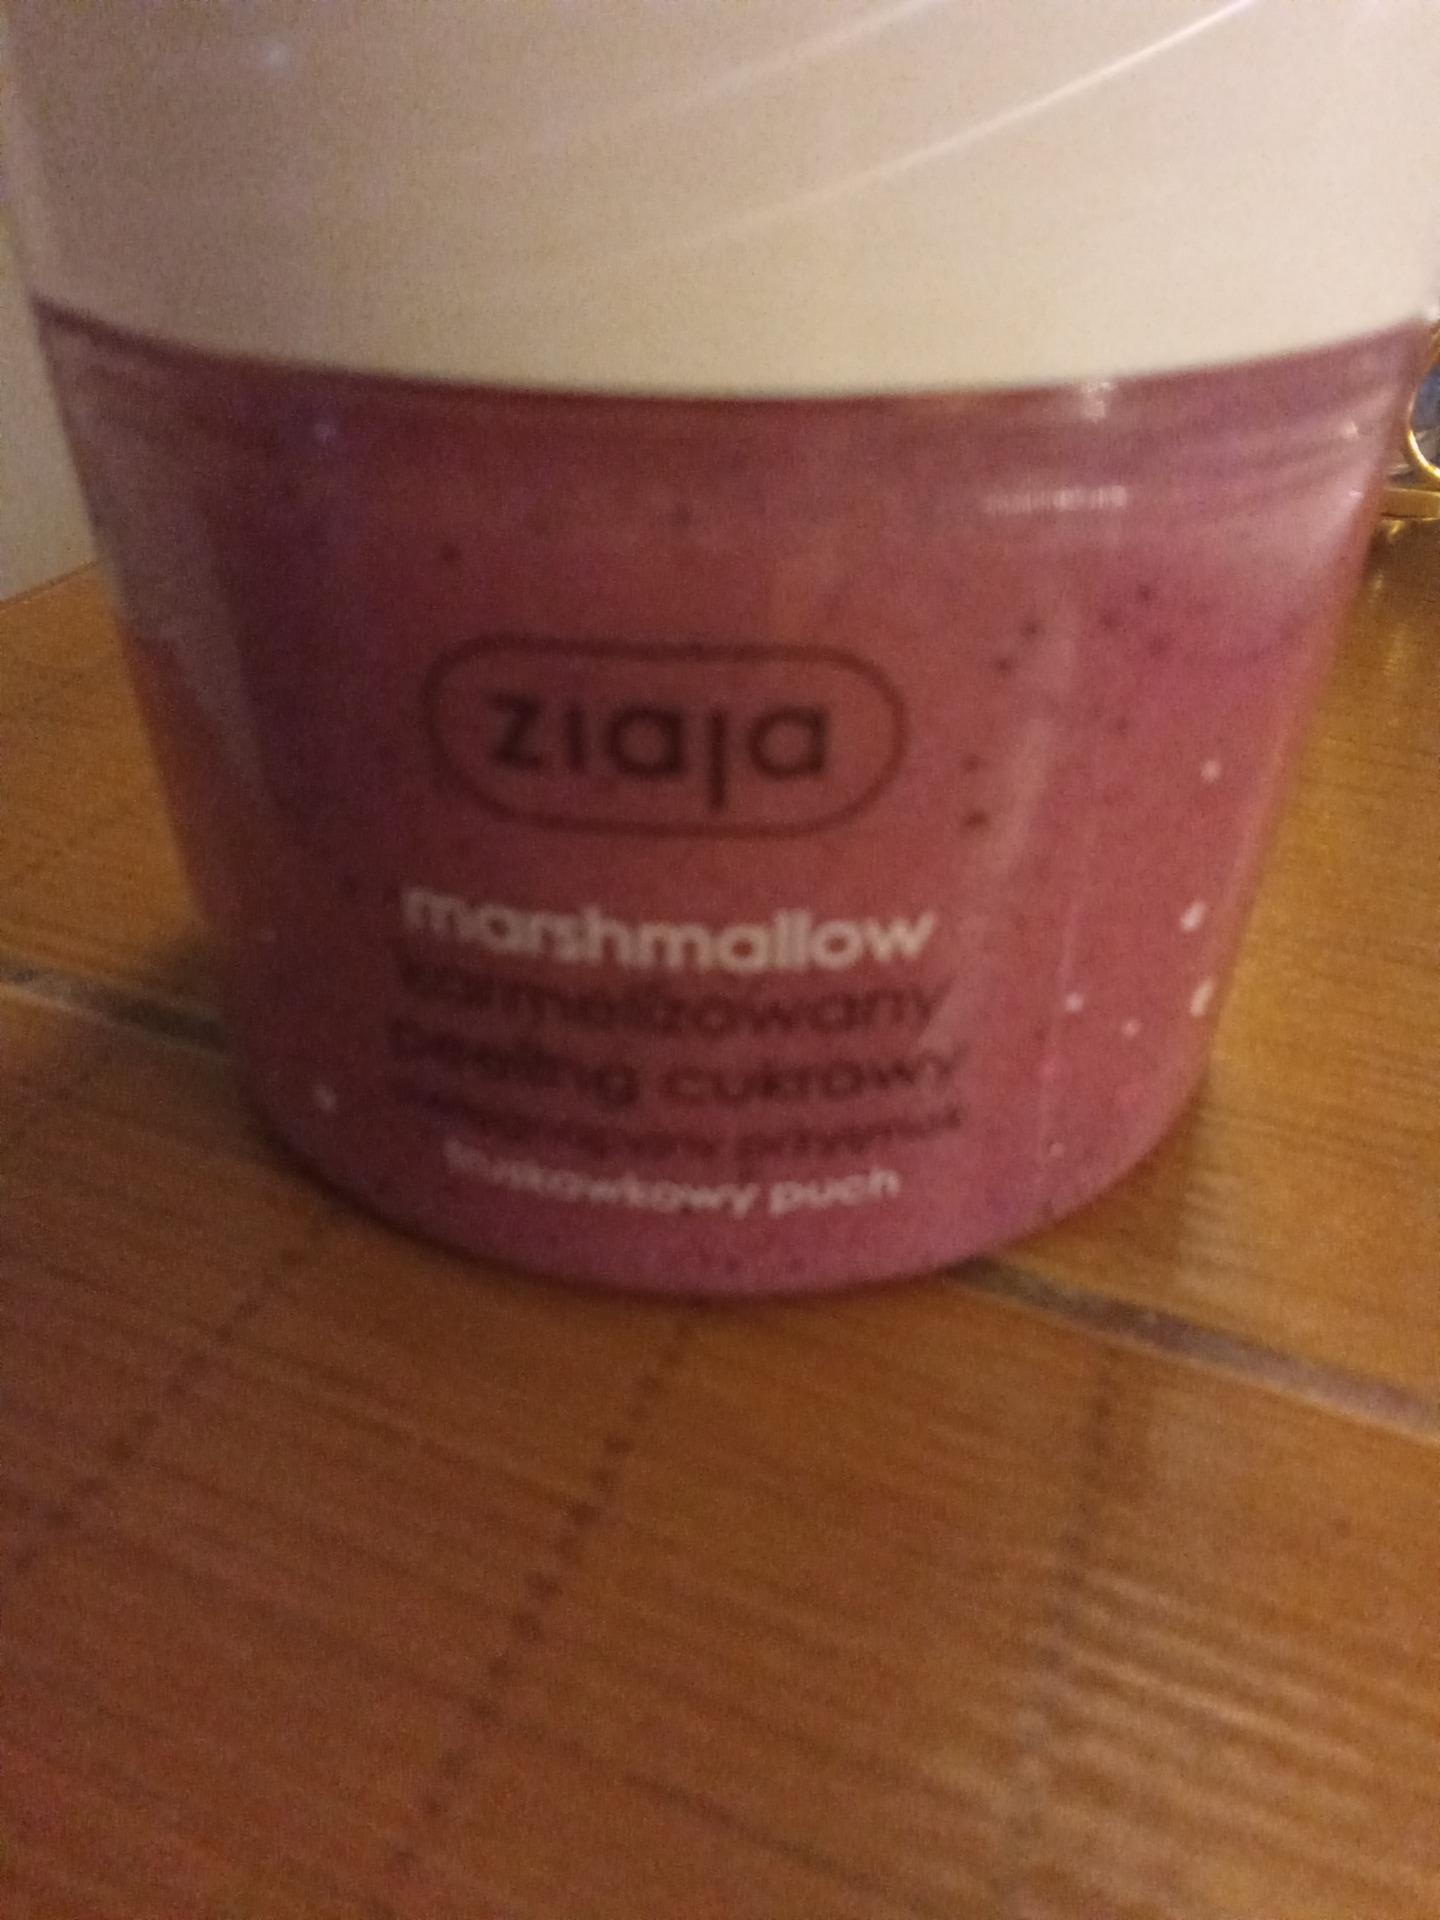 ziaja
marshmallow
karmelizowany
peeling cukrowy
truskawkowy puch